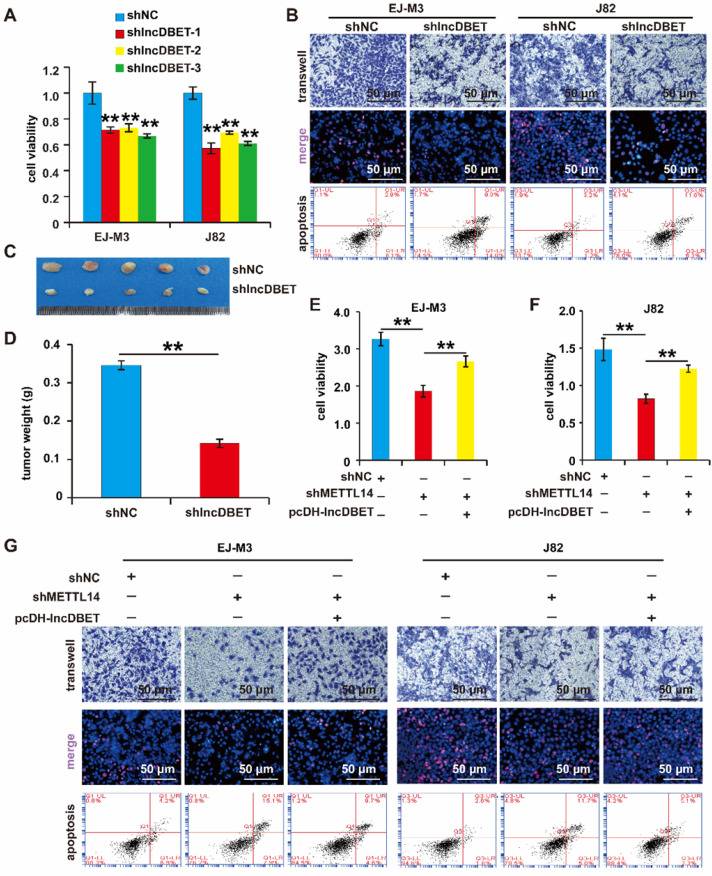 A
shNC
shlncDBET-1
shlncDBET-2
shlncDBET-3
cell viability
1.2
1.0
0.8
0.6
0.4
0.2
0
** ** **
** ** **
EJ-M3 J82
B
EJ-M3 J82
shNC shlncDBET shNC shlncDBET
transwell
50 μm 50 μm 50 μm 50 μm
merge
50 μm 50 μm 50 μm 50 μm
apoptosis
C
shNC
shlncDBET
D
tumor weight (g)
0.4
0.3
0.2
0.1
0
**
shNC shlncDBET
E
EJ-M3
cell viability
4.0
3.0
2.0
1.0
0
** **
shNC + − −
shMETTL14 − + +
pcDH-lncDBET − − +
F
J82
cell viability
2.0
1.5
1.0
0.5
0
** **
shNC + − −
shMETTL14 − + +
pcDH-lncDBET − − +
G
EJ-M3 J82
shNC + − − + − −
shMETTL14 − + + − + +
pcDH-lncDBET − − + − − +
transwell
50 μm 50 μm 50 μm 50 μm 50 μm 50 μm
merge
50 μm 50 μm 50 μm 50 μm 50 μm 50 μm
apoptosis